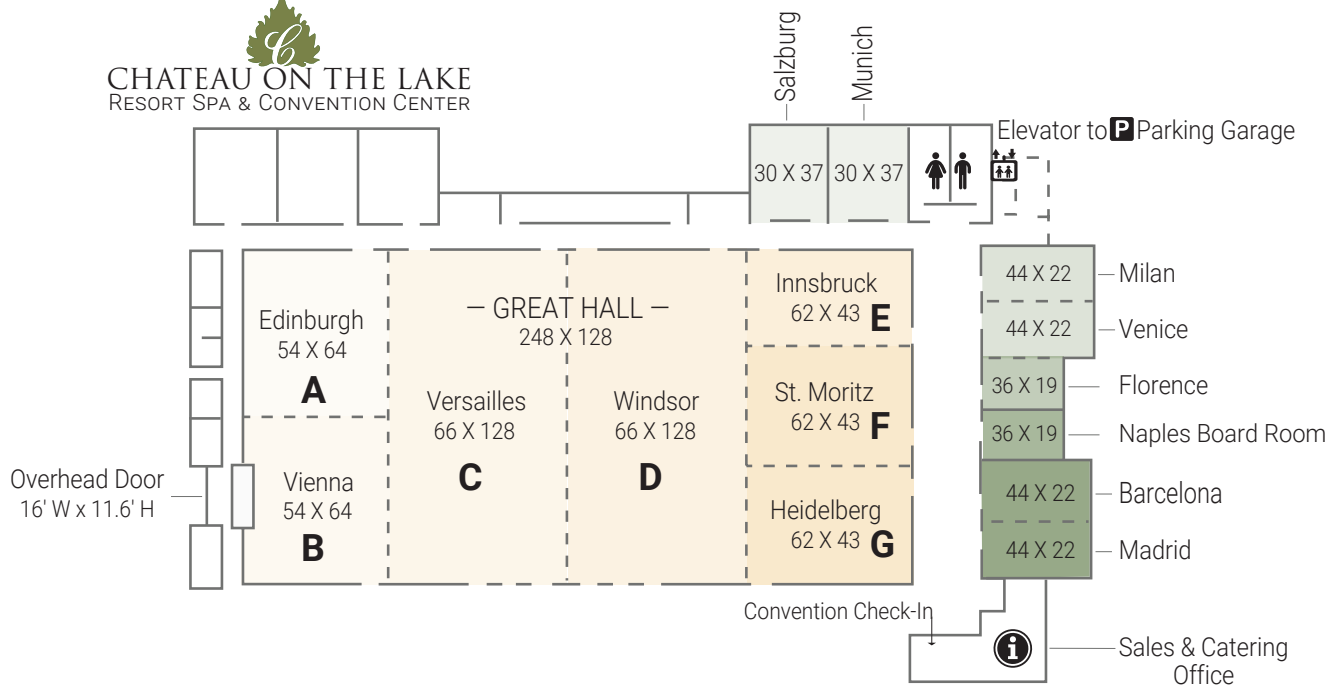 C
CHATEAU ON THE LAKE
RESORT SPA & CONVENTION CENTER
Salzburg
Munich
30 X 37
30 X 37
Elevator to P Parking Garage
Edinburgh
54 X 64
A
Vienna
54 X 64
B
— GREAT HALL —
248 X 128
Versailles
66 X 128
C
Windsor
66 X 128
D
Innsbruck
62 X 43 E
St. Moritz
62 X 43 F
Heidelberg
62 X 43 G
44 X 22
Milan
44 X 22
Venice
36 X 19
Florence
36 X 19
Naples Board Room
44 X 22
Barcelona
44 X 22
Madrid
Overhead Door
16' W x 11.6' H
Convention Check-In
i
Sales & Catering
Office